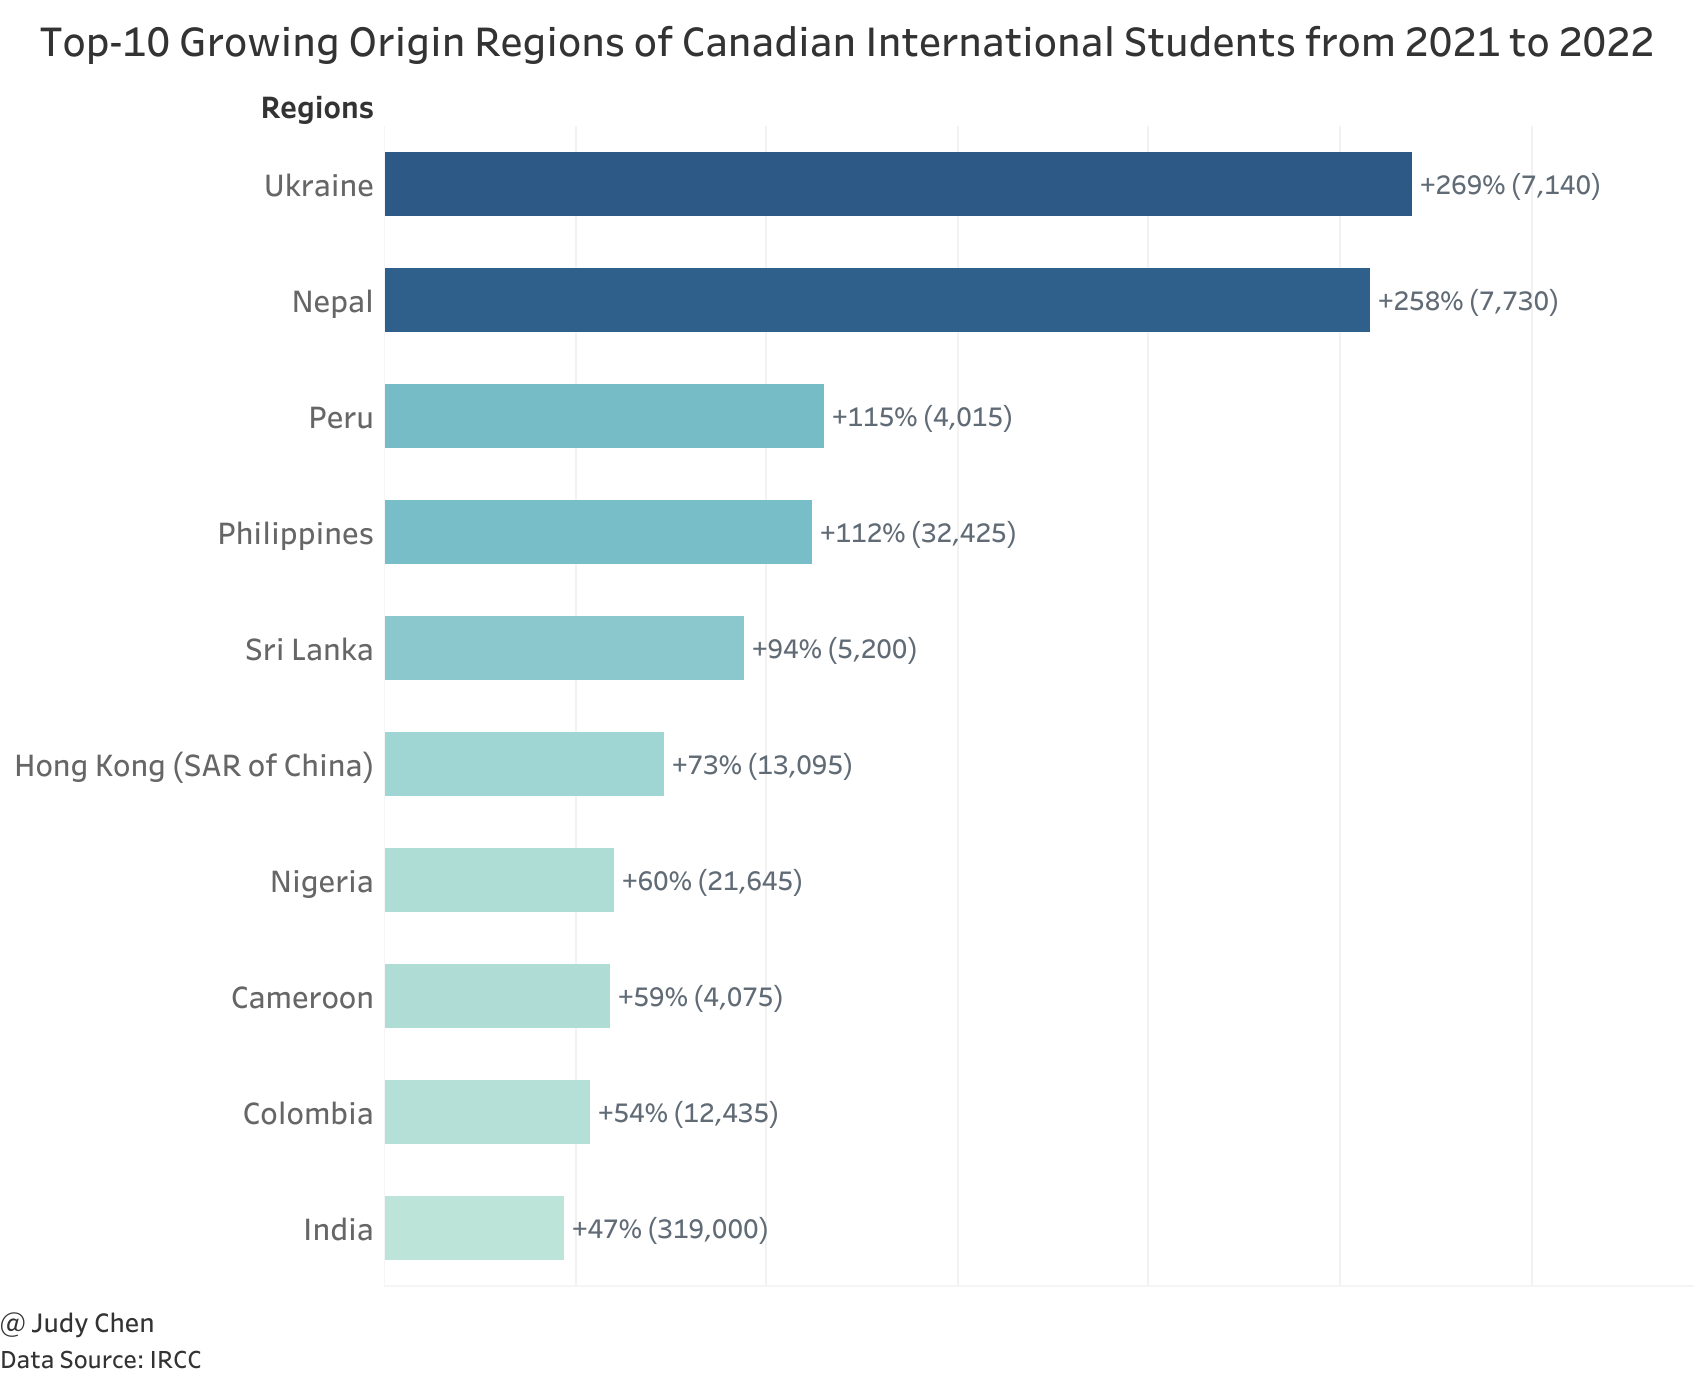 Top-10 Growing Origin Regions of Canadian International Students from 2021 to 2022
Regions
Ukraine +269% (7,140)
Nepal +258% (7,730)
Peru +115% (4,015)
Philippines +112% (32,425)
Sri Lanka +94% (5,200)
Hong Kong (SAR of China) +73% (13,095)
Nigeria +60% (21,645)
Cameroon +59% (4,075)
Colombia +54% (12,435)
India +47% (319,000)
@ Judy Chen
Data Source: IRCC